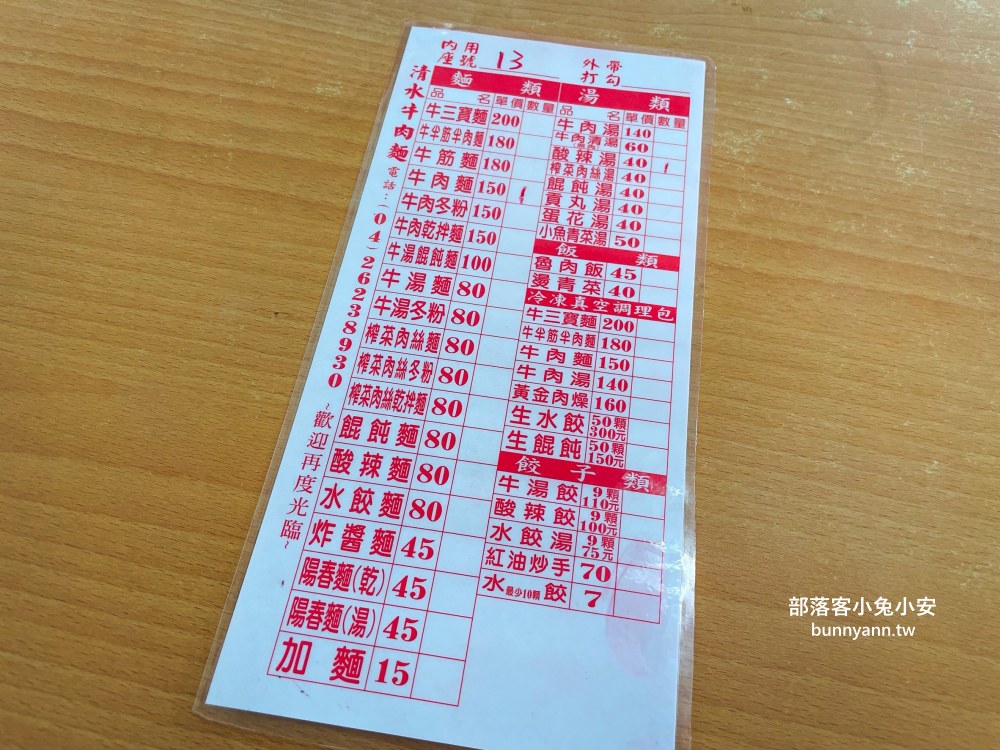 內用
座號 13
外帶
打勾
清水牛肉麵 電話:(04)26238930 ~歡迎再度光臨~
麵類
品名 單價 數量
牛三寶麵 200
牛半筋半肉麵 180
牛筋麵 180
牛肉麵 150
牛肉冬粉 150
牛肉乾拌麵 150
牛湯餛飩麵 100
牛湯麵 80
牛湯冬粉 80
榨菜肉絲麵 80
榨菜肉絲冬粉 80
榨菜肉絲乾拌麵 80
餛飩麵 80
酸辣麵 80
水餃麵 80
炸醬麵 45
陽春麵(乾) 45
陽春麵(湯) 45
加麵 15
湯類
品名 單價 數量
牛肉湯 140
牛肉清湯 60
酸辣湯 40
榨菜肉絲湯 40
餛飩湯 40
貢丸湯 40
蛋花湯 40
小魚青菜湯 50
飯類
魯肉飯 45
燙青菜 40
冷凍真空調理包
牛三寶麵 200
牛半筋半肉麵 180
牛肉麵 150
牛肉湯 140
黃金肉燥 160
生水餃 50顆300元
生餛飩 50顆150元
餃子類
牛湯餃 9顆110元
酸辣餃 9顆100元
水餃湯 9顆75元
紅油炒手 70
水餃 最少10顆 7
部落客小兔小安
bunnyann.tw